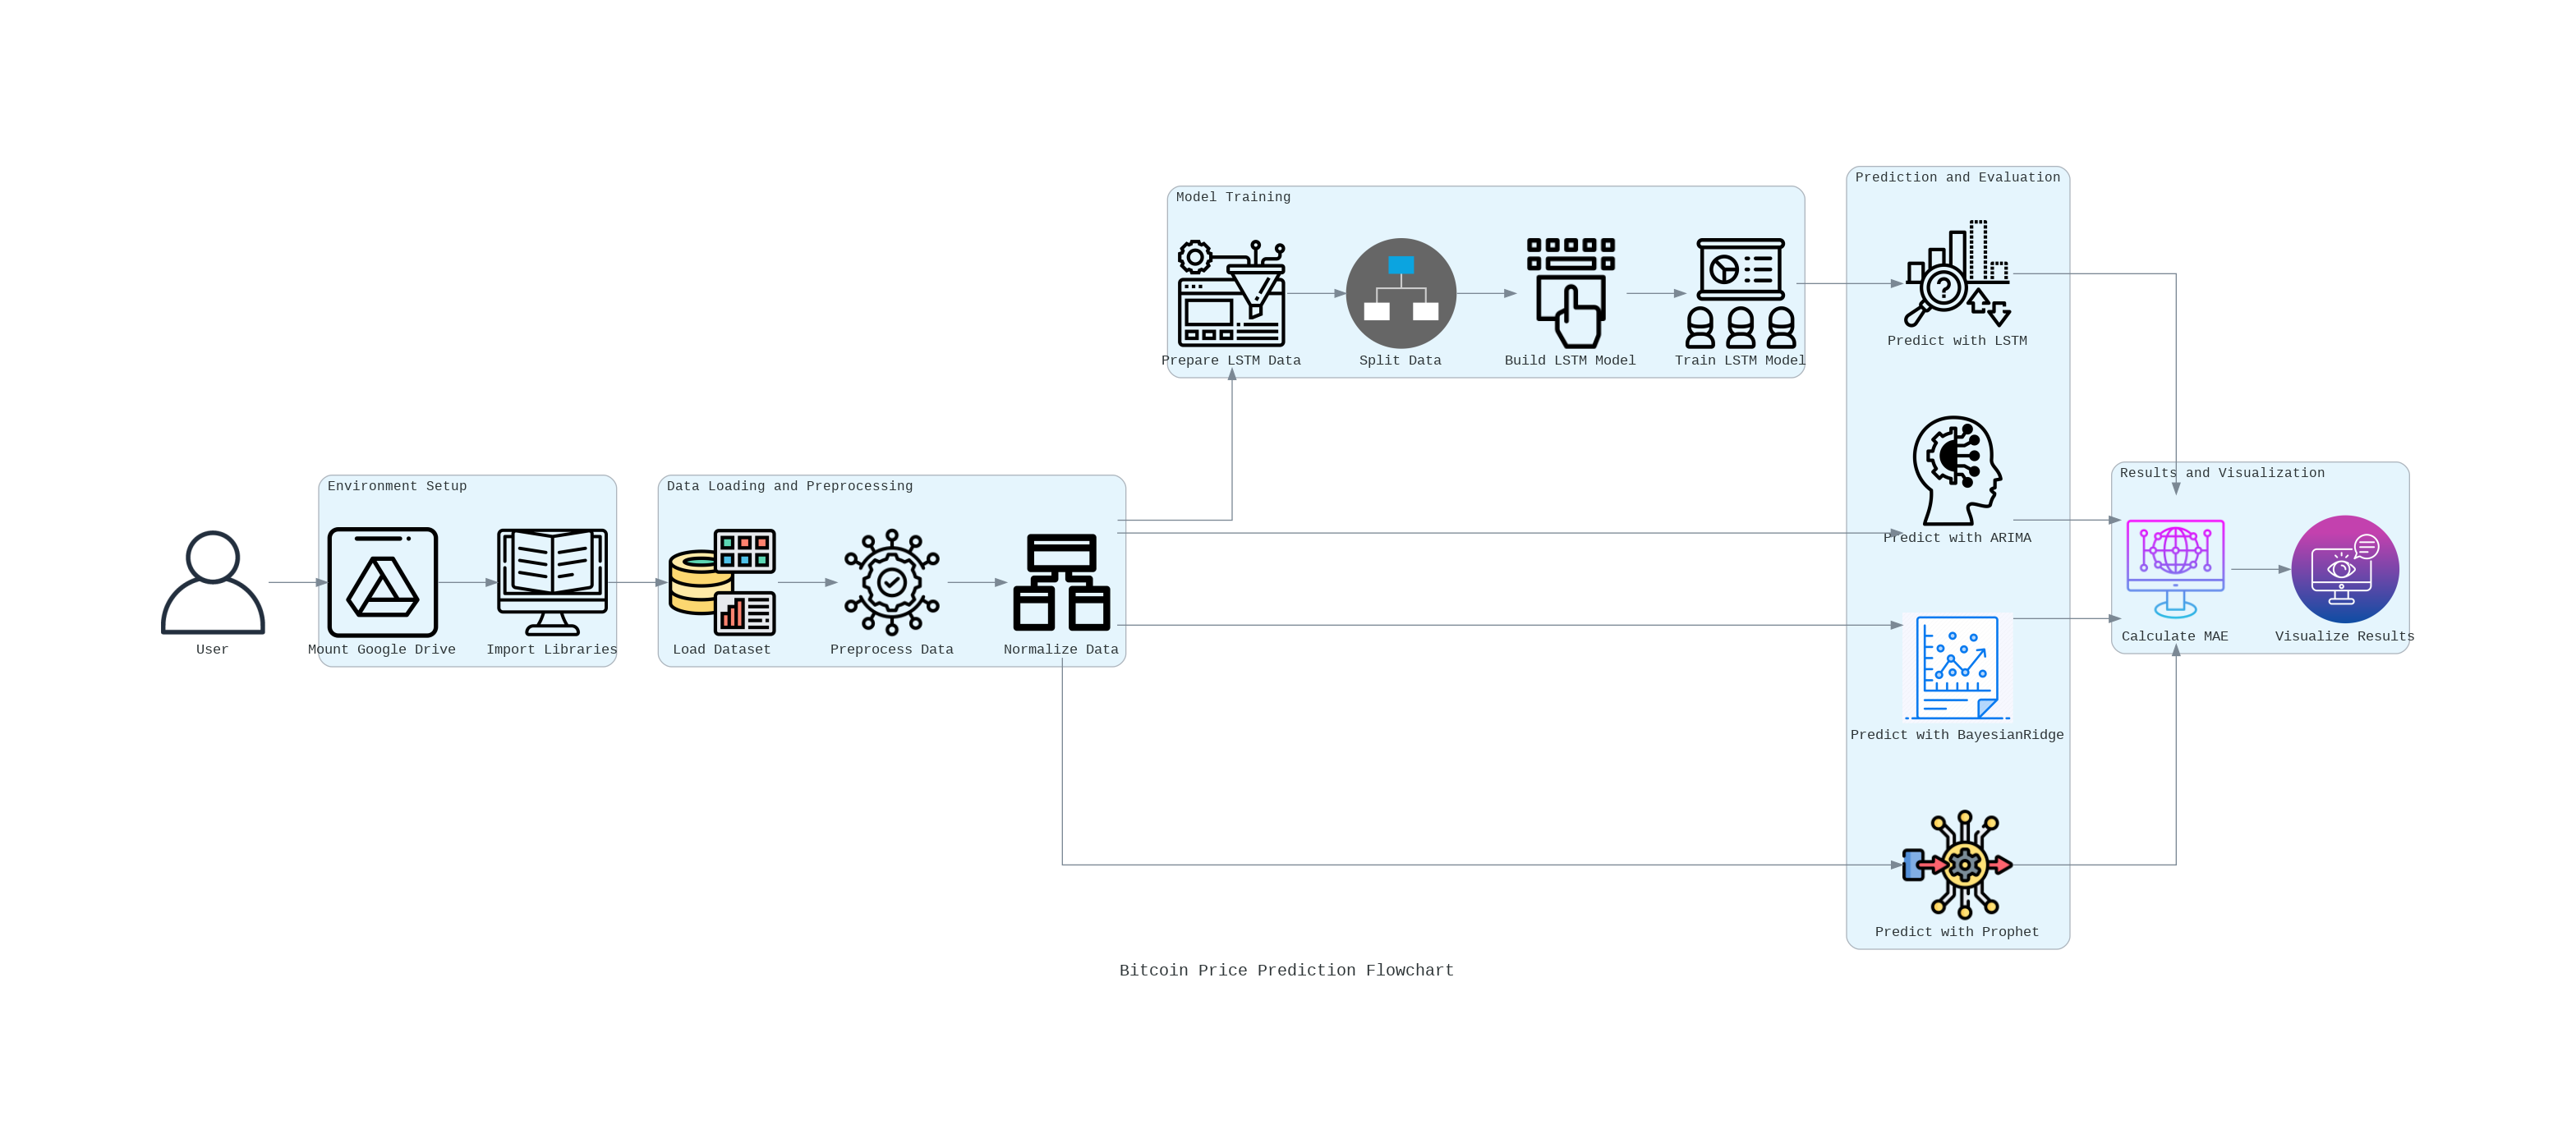 User
Environment Setup
Mount Google Drive
Import Libraries
Data Loading and Preprocessing
Load Dataset
Preprocess Data
Normalize Data
Model Training
Prepare LSTM Data
Split Data
Build LSTM Model
Train LSTM Model
Prediction and Evaluation
Predict with LSTM
Predict with ARIMA
Predict with BayesianRidge
Predict with Prophet
Results and Visualization
Calculate MAE
Visualize Results
Bitcoin Price Prediction Flowchart